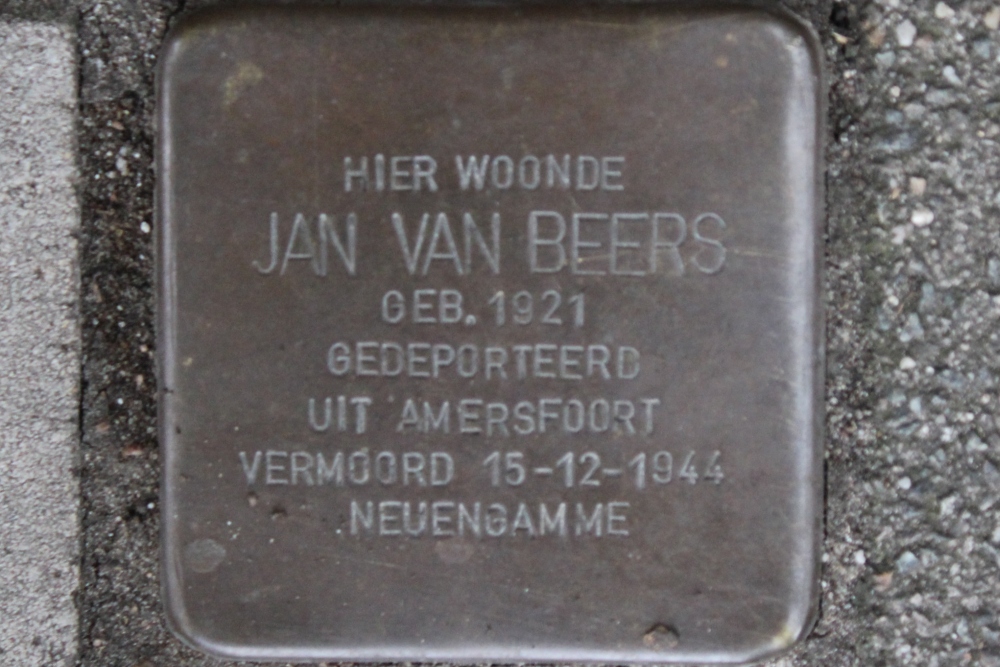 HIER WOONDE
JAN VAN BEERS
GEB. 1921
GEDEPORTEERD
UIT AMERSFOORT
VERMOORD 15-12-1944
NEUENGAMME